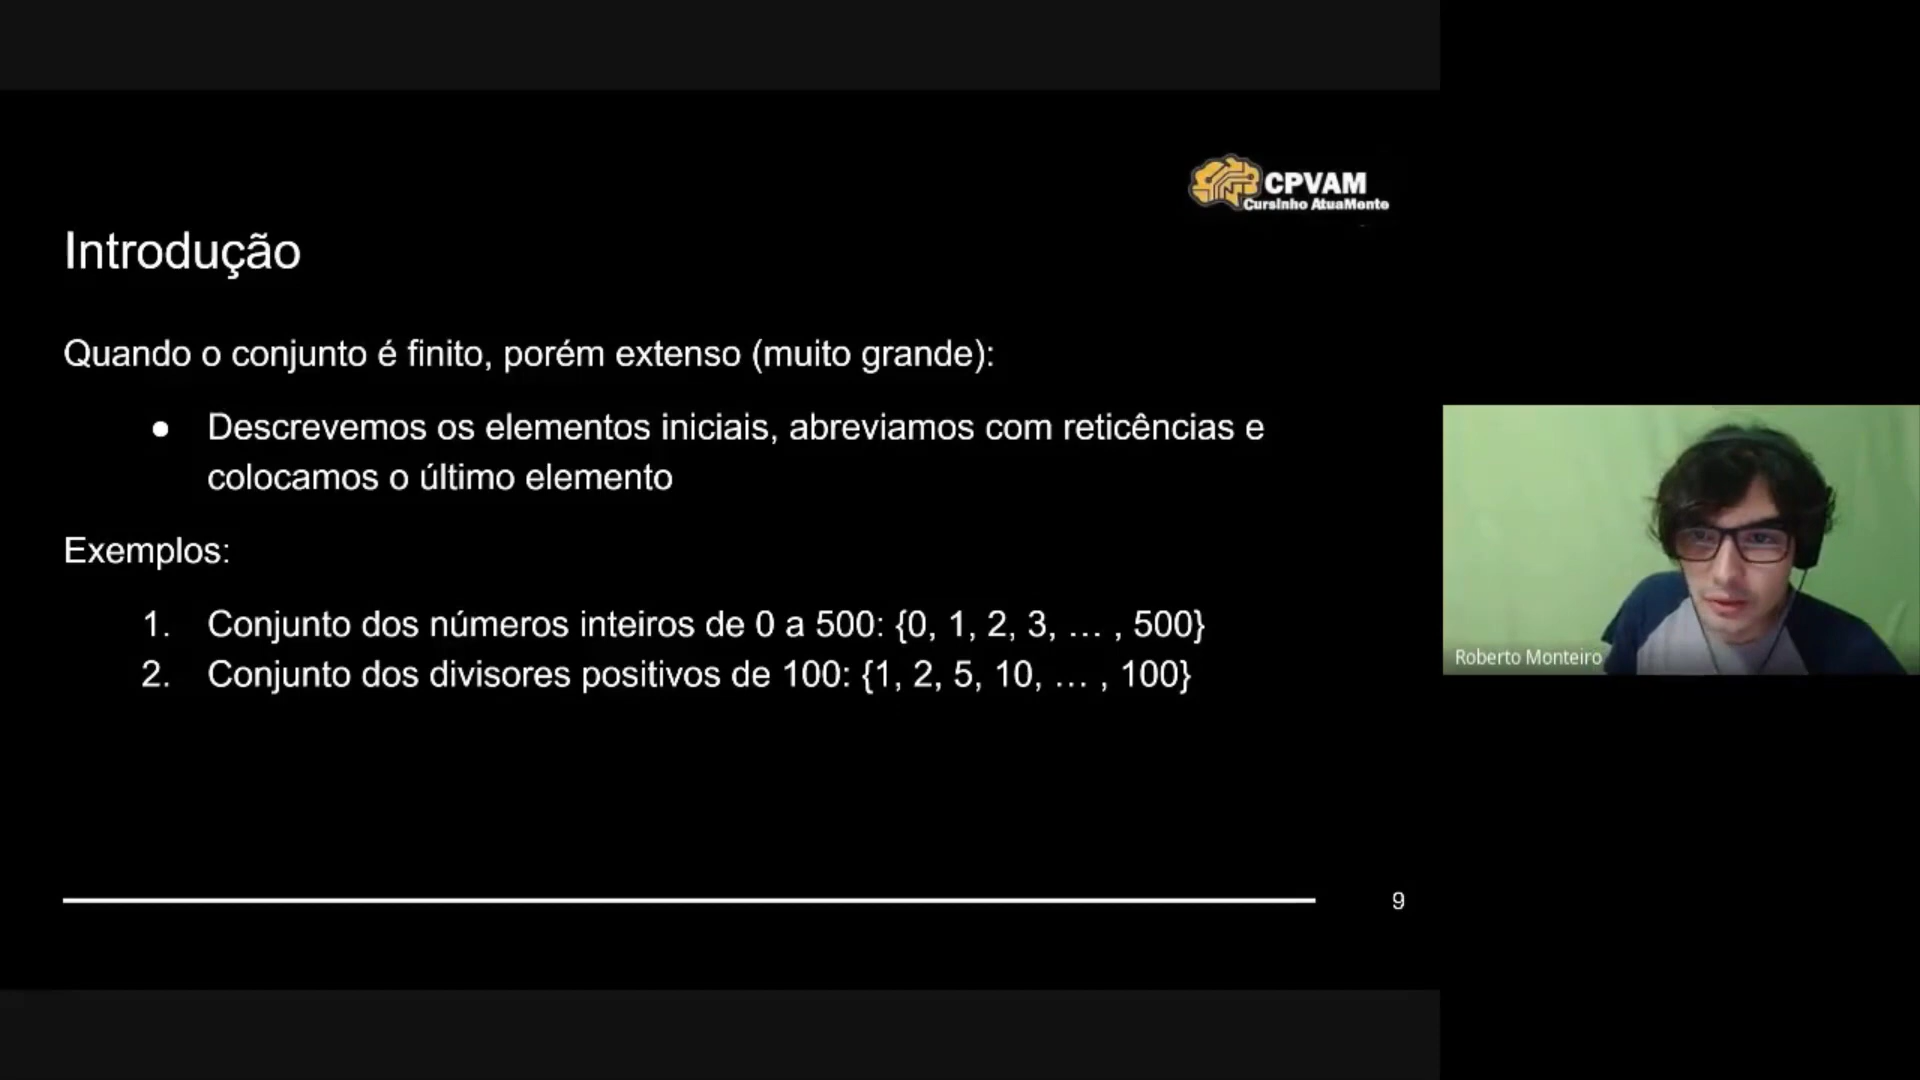 CPVAM
Cursinho AtuaMente
Introdução
Quando o conjunto é finito, porém extenso (muito grande):
● Descrevemos os elementos iniciais, abreviamos com reticências e
colocamos o último elemento
Exemplos:
1. Conjunto dos números inteiros de 0 a 500: {0, 1, 2, 3, … , 500}
2. Conjunto dos divisores positivos de 100: {1, 2, 5, 10, … , 100}
Roberto Monteiro
9